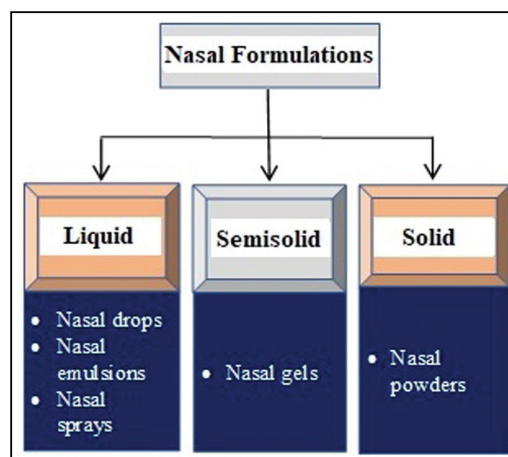 Nasal Formulations
Liquid
Semisolid
Solid
• Nasal drops
• Nasal
emulsions
• Nasal
sprays
• Nasal gels
• Nasal
powders